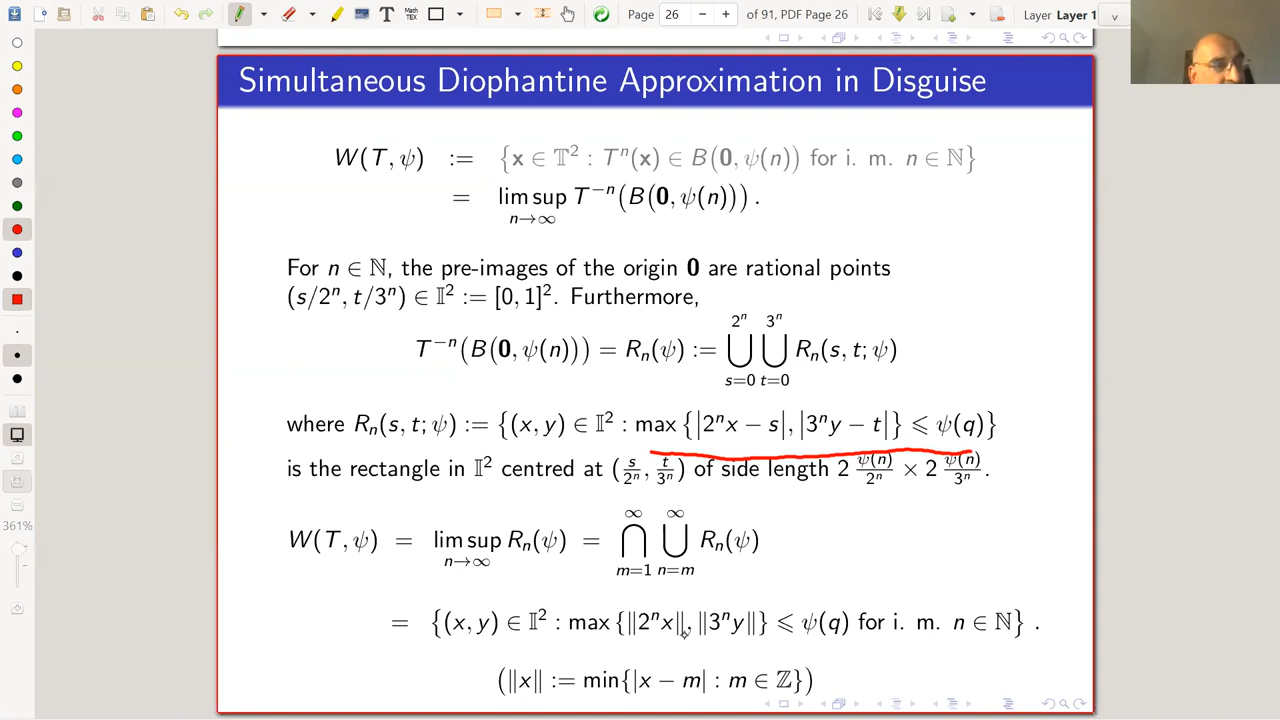 T Math TEX Page 26 − + of 91, PDF Page 26 Layer Layer 1
Simultaneous Diophantine Approximation in Disguise
W(T, ψ) := {x ∈ 𝕋² : Tⁿ(x) ∈ B(0, ψ(n)) for i. m. n ∈ ℕ}
= lim sup_{n→∞} T⁻ⁿ(B(0, ψ(n))) .
For n ∈ ℕ, the pre-images of the origin 0 are rational points
(s/2ⁿ, t/3ⁿ) ∈ 𝕀² := [0, 1]². Furthermore,
T⁻ⁿ(B(0, ψ(n))) = Rₙ(ψ) := ⋃_{s=0}^{2ⁿ} ⋃_{t=0}^{3ⁿ} Rₙ(s, t; ψ)
where Rₙ(s, t; ψ) := {(x, y) ∈ 𝕀² : max {|2ⁿx − s|, |3ⁿy − t|} ⩽ ψ(q)}
is the rectangle in 𝕀² centred at (s/2ⁿ, t/3ⁿ) of side length 2 ψ(n)/2ⁿ × 2 ψ(n)/3ⁿ.
W(T, ψ) = lim sup_{n→∞} Rₙ(ψ) = ⋂_{m=1}^{∞} ⋃_{n=m}^{∞} Rₙ(ψ)
= {(x, y) ∈ 𝕀² : max {‖2ⁿx‖, ‖3ⁿy‖} ⩽ ψ(q) for i. m. n ∈ ℕ} .
(‖x‖ := min{|x − m| : m ∈ ℤ})
361%